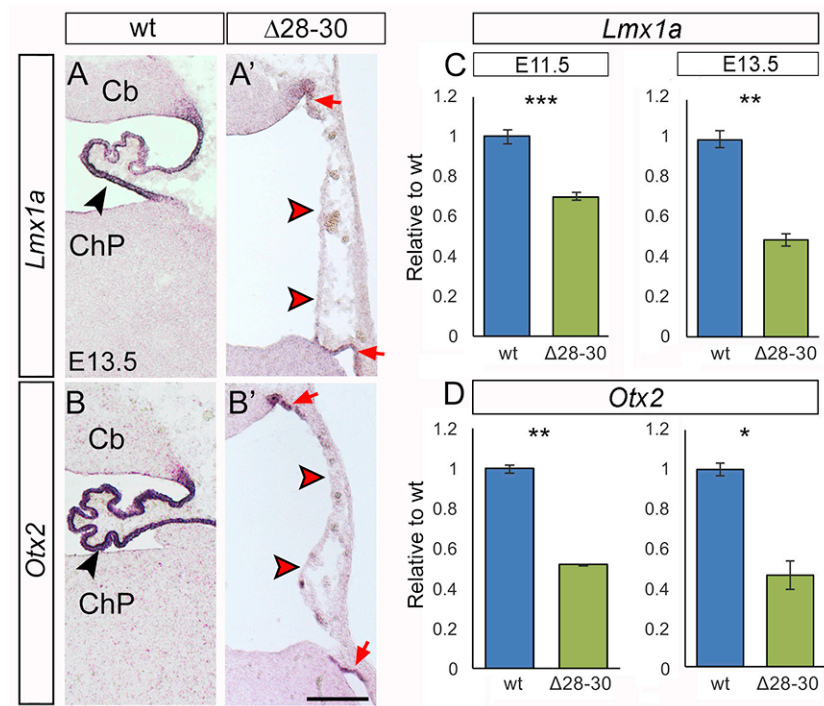 wt
Δ28-30
Lmx1a
A
Cb
ChP
E13.5
A'
Otx2
B
Cb
ChP
B'
Lmx1a
C
E11.5
E13.5
***
**
Relative to wt
1.2
1
0.8
0.6
0.4
0.2
0
wt
Δ28-30
1.2
1
0.8
0.6
0.4
0.2
0
wt
Δ28-30
D
Otx2
**
*
Relative to wt
1.2
1
0.8
0.6
0.4
0.2
0
wt
Δ28-30
1.2
1
0.8
0.6
0.4
0.2
0
wt
Δ28-30